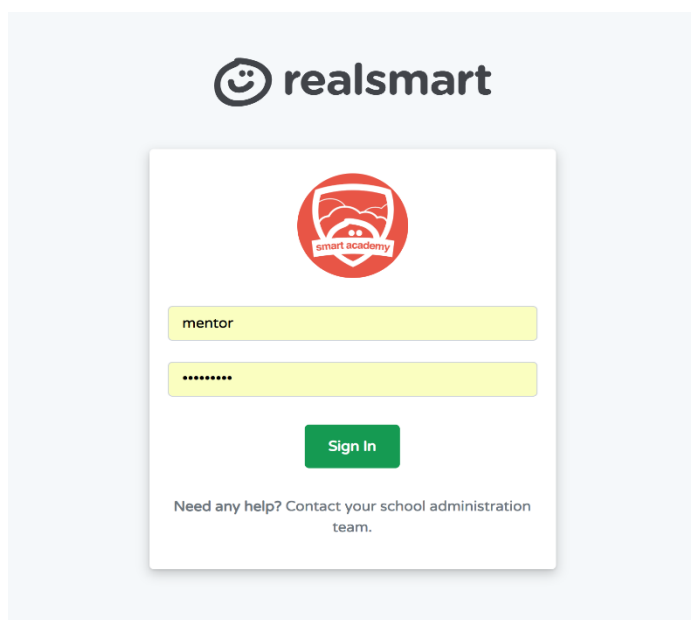 realsmart
smart academy
mentor
•••••••••
Sign In
Need any help? Contact your school administration
team.